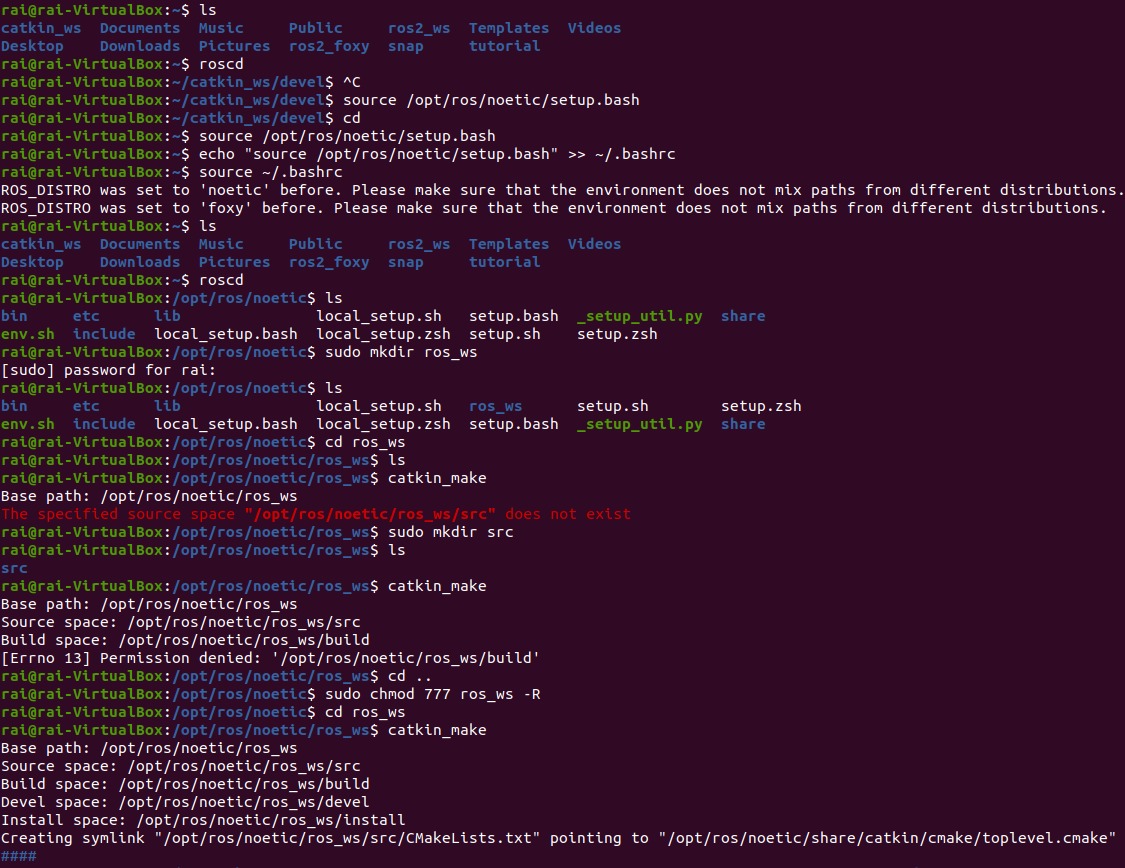 rai@rai-VirtualBox:~$ ls
catkin_ws  Documents  Music     Public     ros2_ws  Templates  Videos
Desktop    Downloads  Pictures  ros2_foxy  snap     tutorial
rai@rai-VirtualBox:~$ roscd
rai@rai-VirtualBox:~/catkin_ws/devel$ ^C
rai@rai-VirtualBox:~/catkin_ws/devel$ source /opt/ros/noetic/setup.bash
rai@rai-VirtualBox:~/catkin_ws/devel$ cd
rai@rai-VirtualBox:~$ source /opt/ros/noetic/setup.bash
rai@rai-VirtualBox:~$ echo "source /opt/ros/noetic/setup.bash" >> ~/.bashrc
rai@rai-VirtualBox:~$ source ~/.bashrc
ROS_DISTRO was set to 'noetic' before. Please make sure that the environment does not mix paths from different distributions.
ROS_DISTRO was set to 'foxy' before. Please make sure that the environment does not mix paths from different distributions.
rai@rai-VirtualBox:~$ ls
catkin_ws  Documents  Music     Public     ros2_ws  Templates  Videos
Desktop    Downloads  Pictures  ros2_foxy  snap     tutorial
rai@rai-VirtualBox:~$ roscd
rai@rai-VirtualBox:/opt/ros/noetic$ ls
bin     etc      lib               local_setup.sh   setup.bash  _setup_util.py  share
env.sh  include  local_setup.bash  local_setup.zsh  setup.sh    setup.zsh
rai@rai-VirtualBox:/opt/ros/noetic$ sudo mkdir ros_ws
[sudo] password for rai:
rai@rai-VirtualBox:/opt/ros/noetic$ ls
bin     etc      lib               local_setup.sh   ros_ws      setup.sh        setup.zsh
env.sh  include  local_setup.bash  local_setup.zsh  setup.bash  _setup_util.py  share
rai@rai-VirtualBox:/opt/ros/noetic$ cd ros_ws
rai@rai-VirtualBox:/opt/ros/noetic/ros_ws$ ls
rai@rai-VirtualBox:/opt/ros/noetic/ros_ws$ catkin_make
Base path: /opt/ros/noetic/ros_ws
The specified source space "/opt/ros/noetic/ros_ws/src" does not exist
rai@rai-VirtualBox:/opt/ros/noetic/ros_ws$ sudo mkdir src
rai@rai-VirtualBox:/opt/ros/noetic/ros_ws$ ls
src
rai@rai-VirtualBox:/opt/ros/noetic/ros_ws$ catkin_make
Base path: /opt/ros/noetic/ros_ws
Source space: /opt/ros/noetic/ros_ws/src
Build space: /opt/ros/noetic/ros_ws/build
[Errno 13] Permission denied: '/opt/ros/noetic/ros_ws/build'
rai@rai-VirtualBox:/opt/ros/noetic/ros_ws$ cd ..
rai@rai-VirtualBox:/opt/ros/noetic$ sudo chmod 777 ros_ws -R
rai@rai-VirtualBox:/opt/ros/noetic$ cd ros_ws
rai@rai-VirtualBox:/opt/ros/noetic/ros_ws$ catkin_make
Base path: /opt/ros/noetic/ros_ws
Source space: /opt/ros/noetic/ros_ws/src
Build space: /opt/ros/noetic/ros_ws/build
Devel space: /opt/ros/noetic/ros_ws/devel
Install space: /opt/ros/noetic/ros_ws/install
Creating symlink "/opt/ros/noetic/ros_ws/src/CMakeLists.txt" pointing to "/opt/ros/noetic/share/catkin/cmake/toplevel.cmake"
####